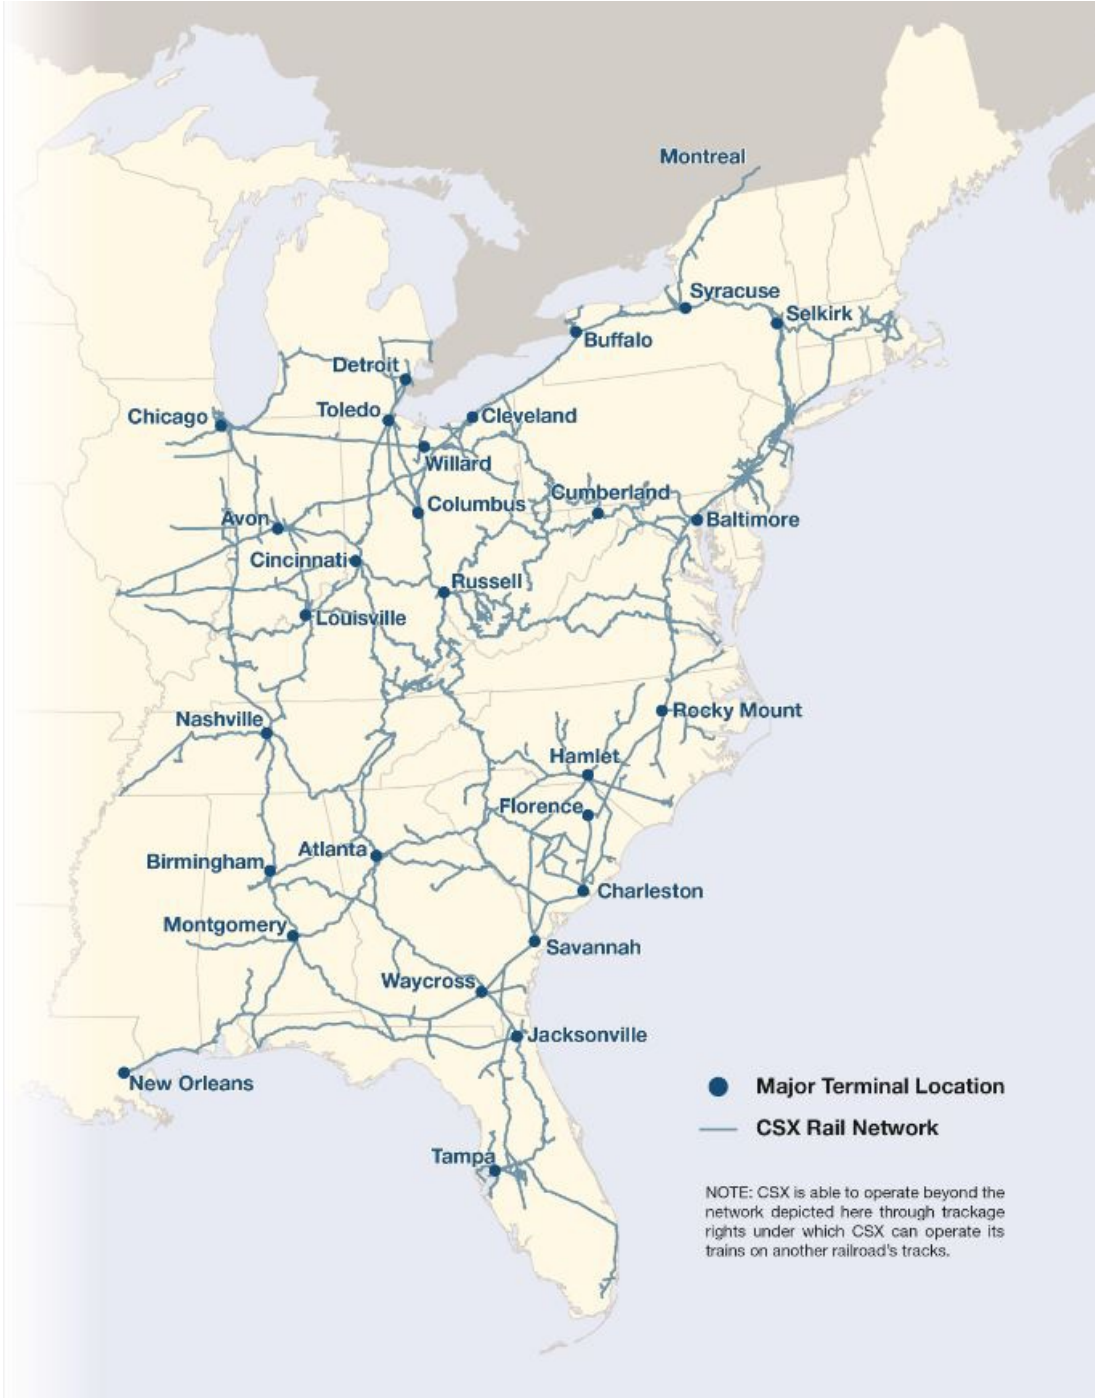 Montreal
Syracuse
Selkirk
Buffalo
Detroit
Toledo
Chicago
Cleveland
Willard
Cumberland
Columbus
Avon
Baltimore
Cincinnati
Russell
Louisville
Nashville
Rocky Mount
Hamlet
Florence
Atlanta
Birmingham
Charleston
Montgomery
Savannah
Waycross
Jacksonville
New Orleans
Tampa
Major Terminal Location
CSX Rail Network
NOTE: CSX is able to operate beyond the
network depicted here through trackage
rights under which CSX can operate its
trains on another railroad's tracks.